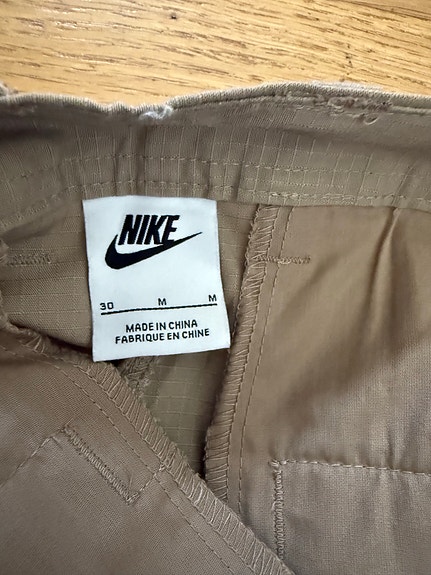 NIKE
30 M M
MADE IN CHINA
FABRIQUE EN CHINE